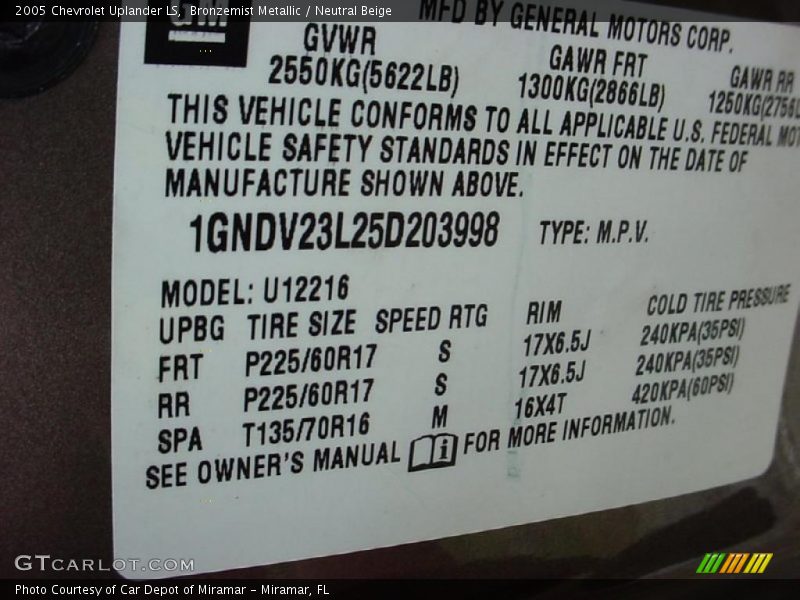 2005 Chevrolet Uplander LS, Bronzemist Metallic / Neutral Beige
GM
MFD BY GENERAL MOTORS CORP.
GVWR GAWR FRT GAWR RR
2550KG(5622LB) 1300KG(2866LB) 1250KG(2756L
THIS VEHICLE CONFORMS TO ALL APPLICABLE U.S. FEDERAL MOT
VEHICLE SAFETY STANDARDS IN EFFECT ON THE DATE OF
MANUFACTURE SHOWN ABOVE.
1GNDV23L25D203998 TYPE: M.P.V.
MODEL: U12216
UPBG TIRE SIZE SPEED RTG RIM COLD TIRE PRESSURE
FRT P225/60R17 S 17X6.5J 240KPA(35PSI)
RR P225/60R17 S 17X6.5J 240KPA(35PSI)
SPA T135/70R16 M 16X4T 420KPA(60PSI)
SEE OWNER'S MANUAL i FOR MORE INFORMATION.
GTCARLOT.COM
Photo Courtesy of Car Depot of Miramar - Miramar, FL